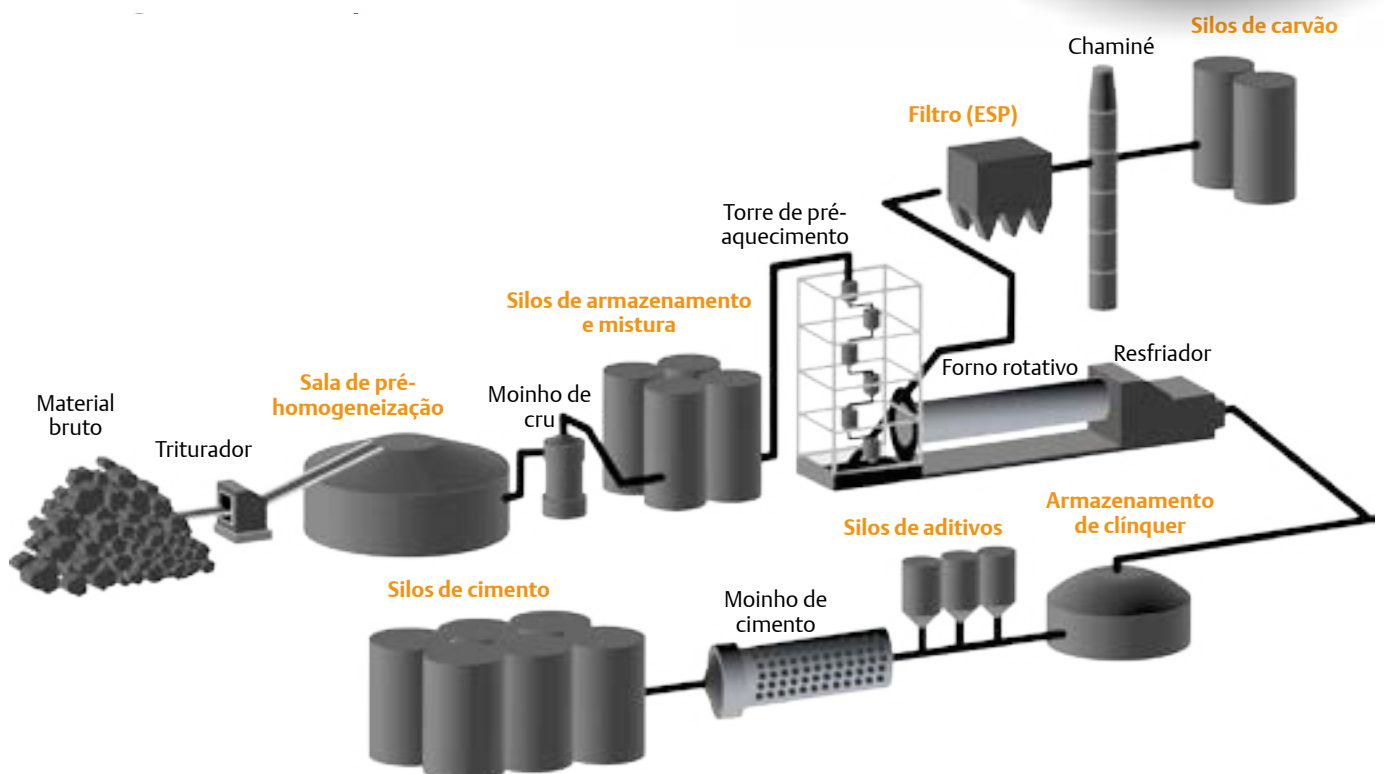 Silos de carvão
Chaminé
Filtro (ESP)
Torre de pré-
aquecimento
Silos de armazenamento
e mistura
Forno rotativo
Resfriador
Sala de pré-
homogeneização
Moinho de
cru
Material
bruto
Triturador
Armazenamento
de clínquer
Silos de aditivos
Silos de cimento
Moinho de
cimento